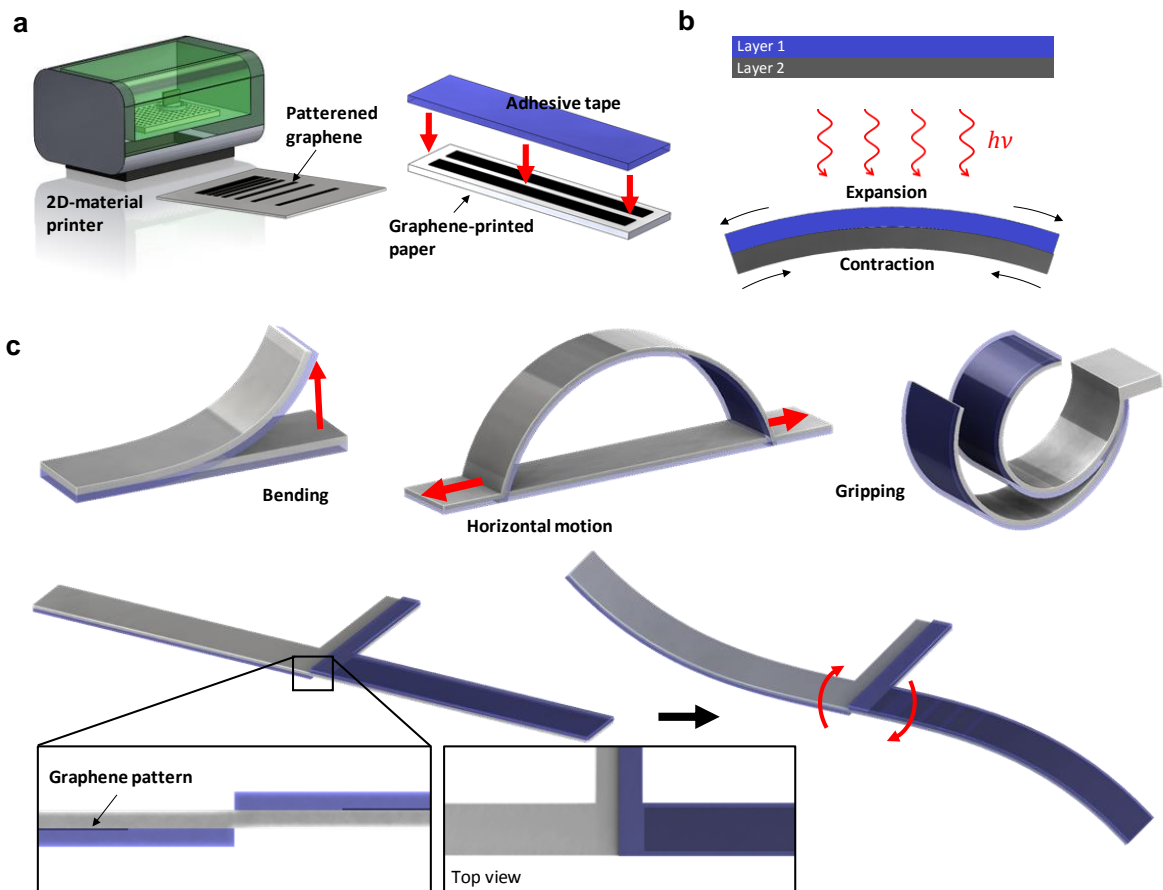 a
Patterened
graphene
2D-material
printer
Adhesive tape
Graphene-printed
paper
b
Layer 1
Layer 2
hν
Expansion
Contraction
c
Bending
Horizontal motion
Gripping
Graphene pattern
Top view